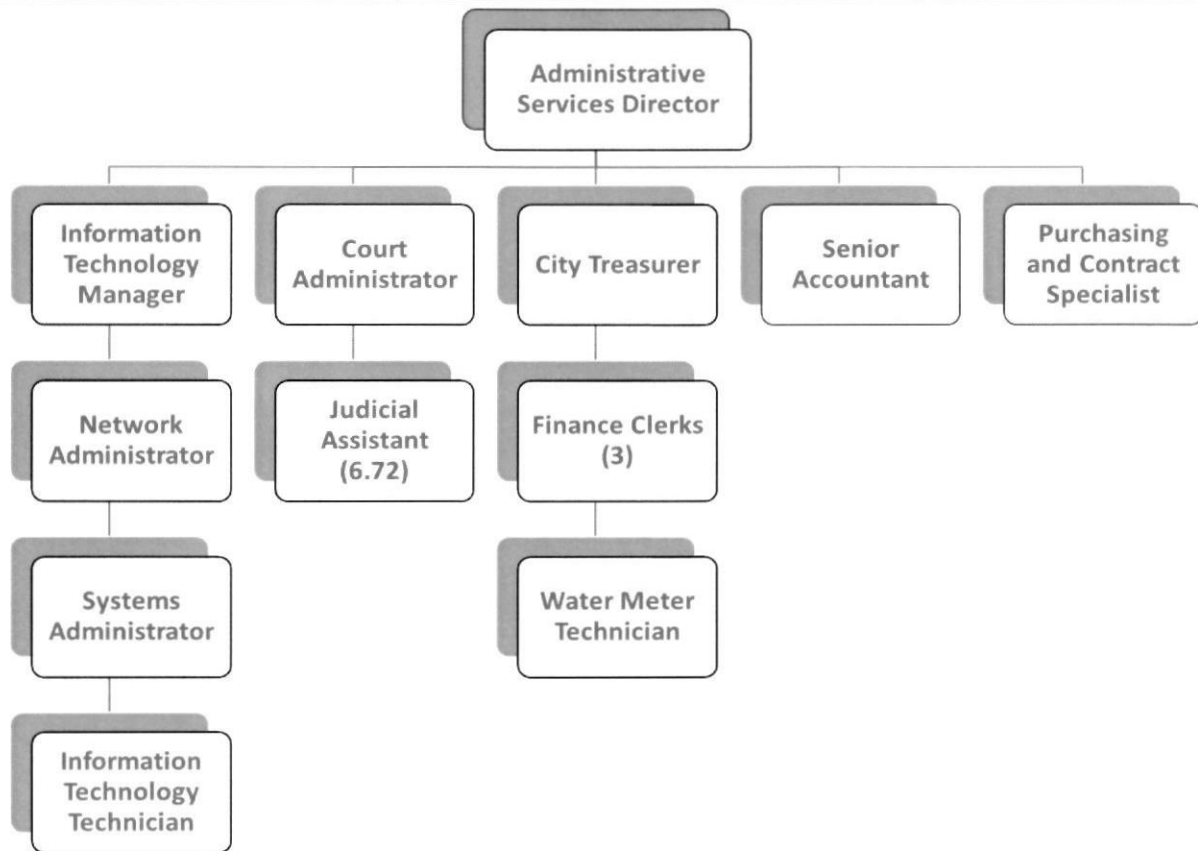 Administrative
Services Director
Information
Technology
Manager
Court
Administrator
City Treasurer
Senior
Accountant
Purchasing
and Contract
Specialist
Network
Administrator
Judicial
Assistant
(6.72)
Finance Clerks
(3)
Systems
Administrator
Water Meter
Technician
Information
Technology
Technician